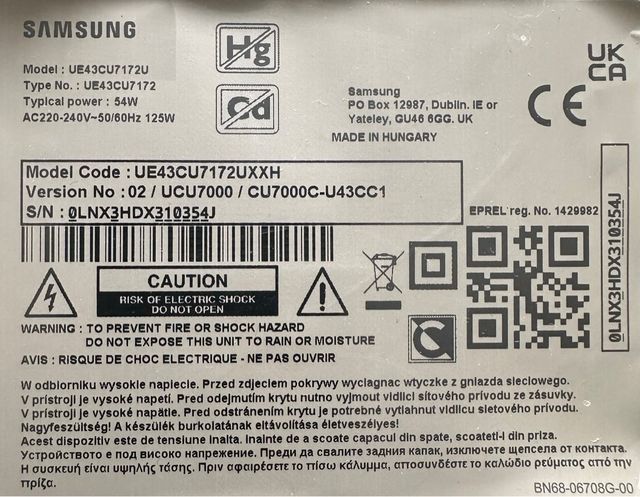 SAMSUNG
Model : UE43CU7172U
Type No. : UE43CU7172
Typical power : 54W
AC220-240V~50/60Hz 125W
Hg
Cd
Samsung
PO Box 12987, Dublin. IE or
Yateley, GU46 6GG. UK
MADE IN HUNGARY
UK
CA
CE
Model Code : UE43CU7172UXXH
Version No : 02 / UCU7000 / CU7000C-U43CC1
S/N : 0LNX3HDX310354J
EPREL reg. No. 1429982
0LNX3HDX310354J
CAUTION
RISK OF ELECTRIC SHOCK
DO NOT OPEN
WARNING : TO PREVENT FIRE OR SHOCK HAZARD
DO NOT EXPOSE THIS UNIT TO RAIN OR MOISTURE
AVIS : RISQUE DE CHOC ELECTRIQUE - NE PAS OUVRIR
W odborniku wysokie napiecie. Przed zdjeciem pokrywy wyciagnac wtyczke z gniazda sieciowego.
V prístroji je vysoké napetí. Pred odejmutím krytu nutno vyjmout vidlici sítového prívodu ze zásuvky.
V prístroji je vysoké napätie. Pred odstránením krytu je potrebné vytiahnut vidlicu sietového prívodu.
Nagyfeszültség! A készülék burkolatának eltávolítása életveszélyes!
Acest dispozitiv este de tensiune inalta. Inainte de a scoate capacul din spate, scoateti-l din priza.
Устройството е под високо напрежение. Преди да свалите задния капак, изключете щепсела от контакта.
Η συσκευή είναι υψηλής τάσης. Πριν αφαιρέσετε το πίσω κάλυμμα, αποσυνδέστε το καλώδιο ρεύματος από την
πρίζα.
BN68-06708G-00